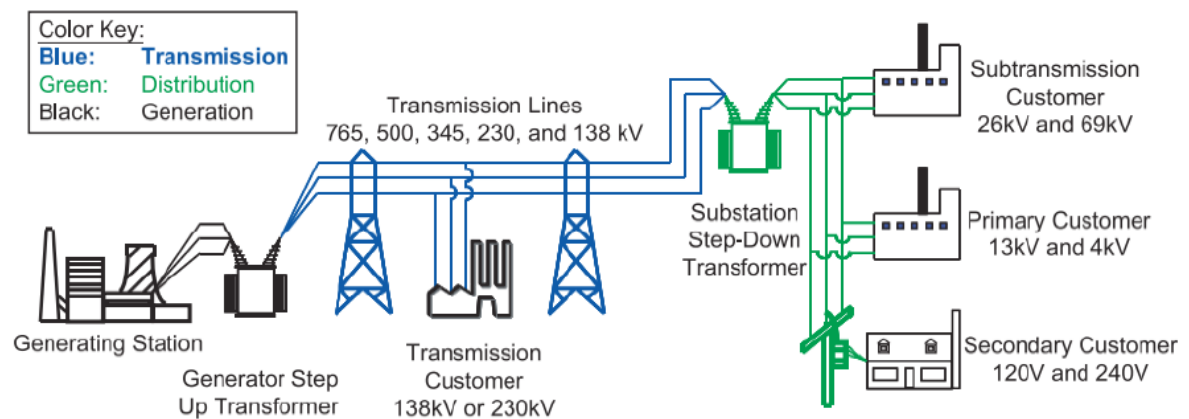 Color Key:
Blue: Transmission
Green: Distribution
Black: Generation
Transmission Lines
765, 500, 345, 230, and 138 kV
Subtransmission
Customer
26kV and 69kV
Substation
Step-Down
Transformer
Primary Customer
13kV and 4kV
Generating Station
Generator Step
Up Transformer
Transmission
Customer
138kV or 230kV
Secondary Customer
120V and 240V